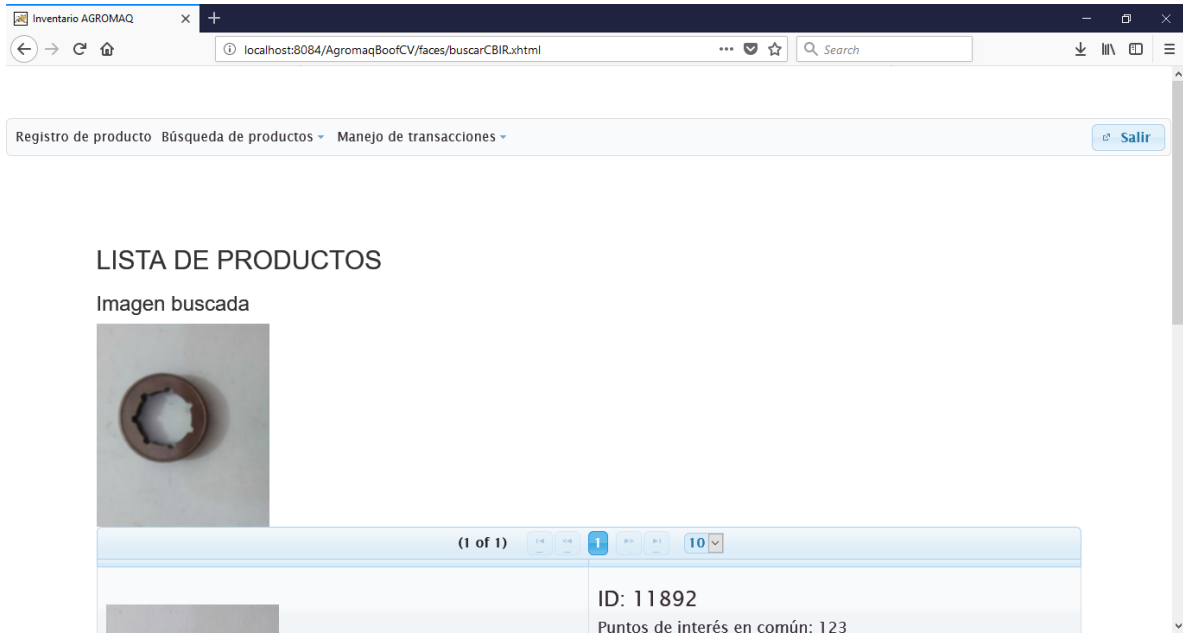 Inventario AGROMAQ
localhost:8084/AgromaqBoofCV/faces/buscarCBIR.xhtml
Search
Registro de producto Búsqueda de productos Manejo de transacciones
Salir
LISTA DE PRODUCTOS
Imagen buscada
(1 of 1) 1 10
ID: 11892
Puntos de interés en común: 123